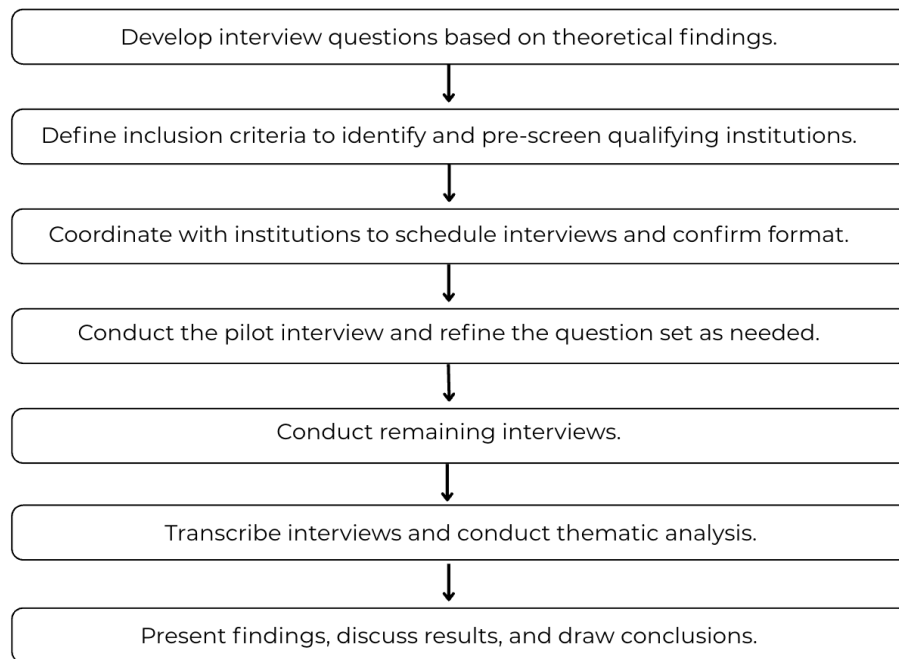 Develop interview questions based on theoretical findings.
Define inclusion criteria to identify and pre-screen qualifying institutions.
Coordinate with institutions to schedule interviews and confirm format.
Conduct the pilot interview and refine the question set as needed.
Conduct remaining interviews.
Transcribe interviews and conduct thematic analysis.
Present findings, discuss results, and draw conclusions.